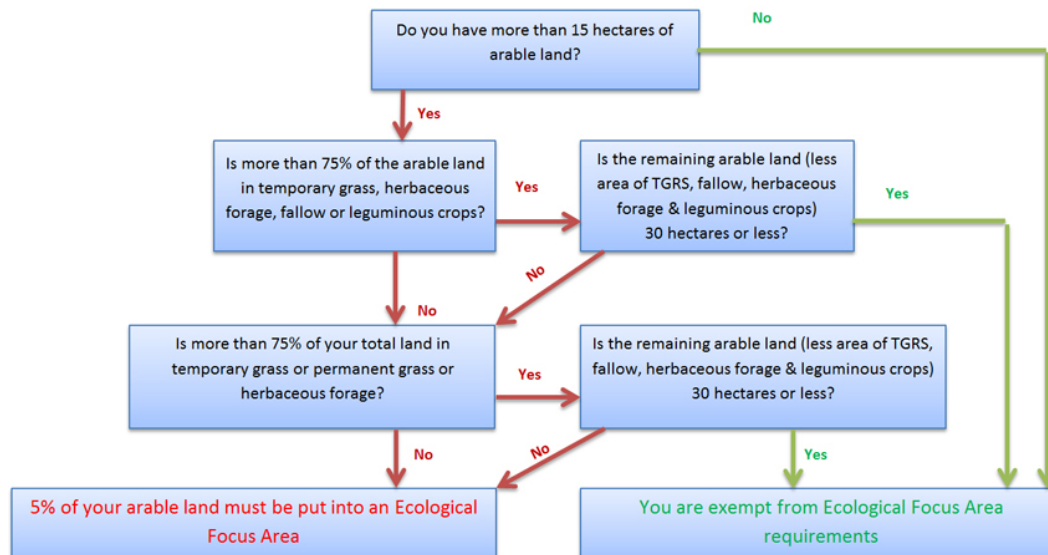 Do you have more than 15 hectares of
arable land?
No
Yes
Is more than 75% of the arable land
in temporary grass, herbaceous
forage, fallow or leguminous crops?
Yes
Is the remaining arable land (less
area of TGRS, fallow, herbaceous
forage & leguminous crops)
30 hectares or less?
Yes
No
No
Is more than 75% of your total land in
temporary grass or permanent grass or
herbaceous forage?
Yes
Is the remaining arable land (less area of TGRS,
fallow, herbaceous forage & leguminous crops)
30 hectares or less?
No
No
Yes
5% of your arable land must be put into an Ecological
Focus Area
You are exempt from Ecological Focus Area
requirements